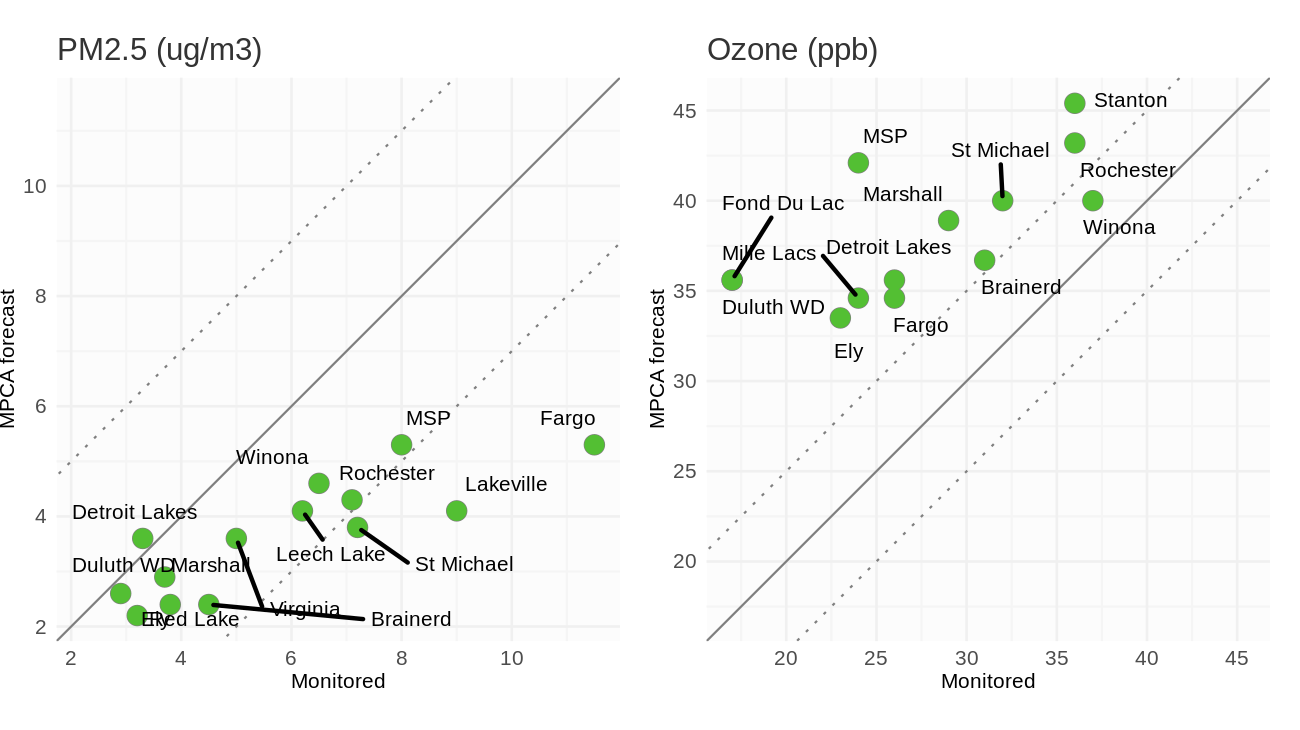 PM2.5 (ug/m3)
MPCA forecast
10
8
6
4
2
MSP
Fargo
Winona
Rochester
Lakeville
Detroit Lakes
Leech Lake
St Michael
Duluth WD
Marshall
Virginia
Ely
Red Lake
Brainerd
2 4 6 8 10
Monitored
Ozone (ppb)
MPCA forecast
45
40
35
30
25
20
Stanton
MSP
St Michael
Rochester
Marshall
Fond Du Lac
Winona
Mille Lacs
Detroit Lakes
Brainerd
Duluth WD
Fargo
Ely
20 25 30 35 40 45
Monitored